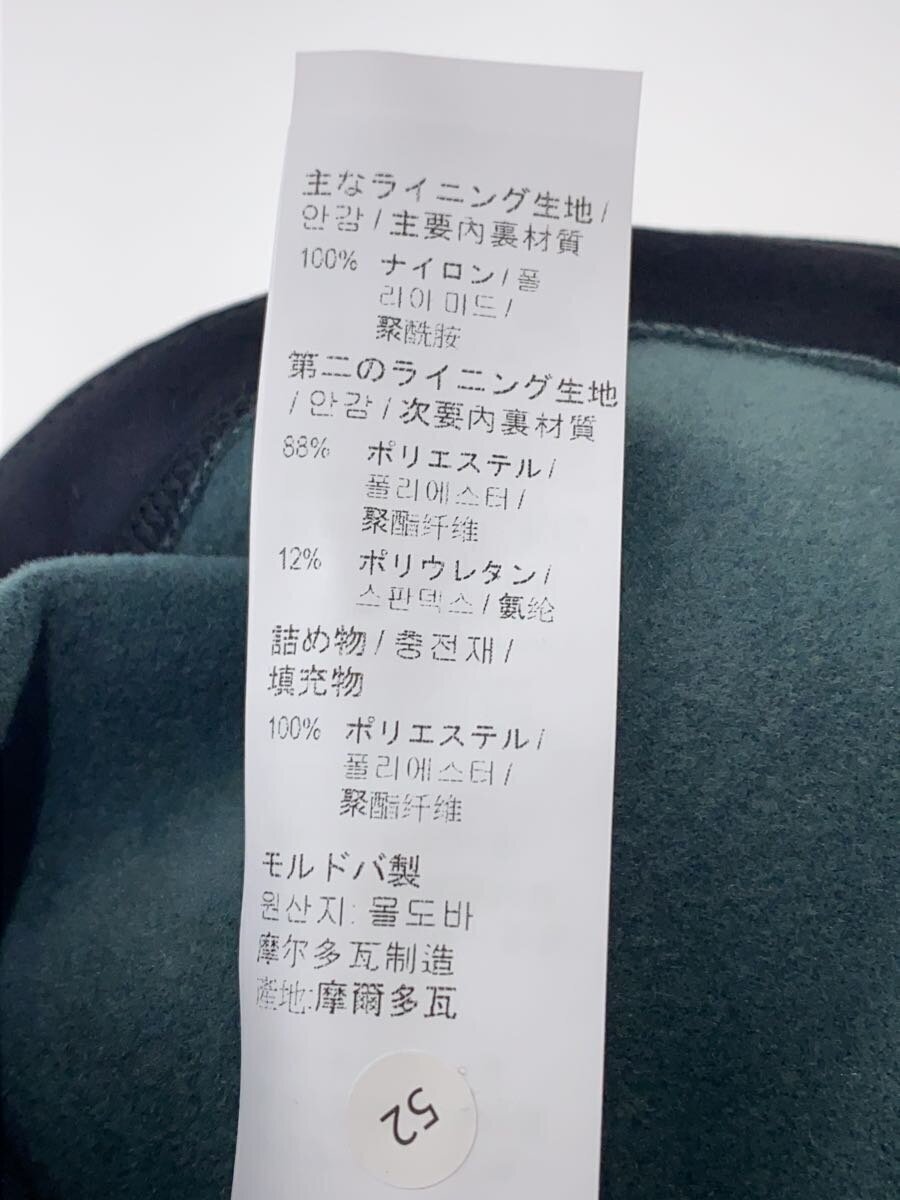 主なライニング生地/
안감/主要內裏材質
100% ナイロン/폴
리아미드/
聚酰胺
第二のライニング生地
/안감/次要內裏材質
88% ポリエステル/
폴리에스터/
聚酯纤维
12% ポリウレタン/
스판덱스/氨纶
詰め物/충전재/
填充物
100% ポリエステル/
폴리에스터/
聚酯纤维
モルドバ製
원산지: 몰도바
摩尔多瓦制造
產地:摩爾多瓦
52